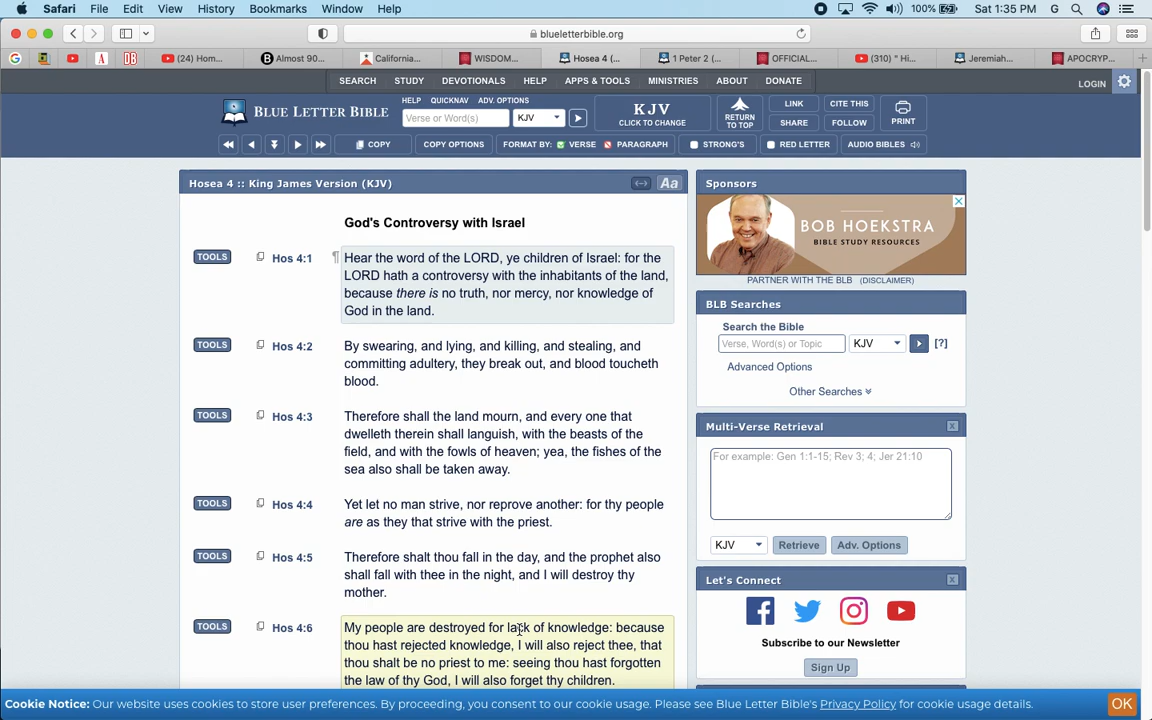 Safari File Edit View History Bookmarks Window Help 100% Sat 1:35 PM G
blueletterbible.org
G A DB (24) Hom... B Almost 90... California... WISDOM... Hosea 4 (... 1 Peter 2 (... OFFICIAL... (310) " Hi... Jeremiah... APOCRYP...
SEARCH STUDY DEVOTIONALS HELP APPS & TOOLS MINISTRIES ABOUT DONATE LOGIN
BLUE LETTER BIBLE
HELP QUICKNAV ADV. OPTIONS
Verse or Word(s) KJV
KJV
CLICK TO CHANGE
RETURN
TO TOP
LINK CITE THIS
SHARE FOLLOW
PRINT
COPY COPY OPTIONS FORMAT BY: VERSE PARAGRAPH STRONG'S RED LETTER AUDIO BIBLES
Hosea 4 :: King James Version (KJV) Aa
God's Controversy with Israel
TOOLS Hos 4:1 ¶ Hear the word of the LORD, ye children of Israel: for the
LORD hath a controversy with the inhabitants of the land,
because there is no truth, nor mercy, nor knowledge of
God in the land.
TOOLS Hos 4:2 By swearing, and lying, and killing, and stealing, and
committing adultery, they break out, and blood toucheth
blood.
TOOLS Hos 4:3 Therefore shall the land mourn, and every one that
dwelleth therein shall languish, with the beasts of the
field, and with the fowls of heaven; yea, the fishes of the
sea also shall be taken away.
TOOLS Hos 4:4 Yet let no man strive, nor reprove another: for thy people
are as they that strive with the priest.
TOOLS Hos 4:5 Therefore shalt thou fall in the day, and the prophet also
shall fall with thee in the night, and I will destroy thy
mother.
TOOLS Hos 4:6 My people are destroyed for lack of knowledge: because
thou hast rejected knowledge, I will also reject thee, that
thou shalt be no priest to me: seeing thou hast forgotten
the law of thy God, I will also forget thy children.
Sponsors
BOB HOEKSTRA
BIBLE STUDY RESOURCES
PARTNER WITH THE BLB (DISCLAIMER)
BLB Searches
Search the Bible
Verse, Word(s) or Topic KJV [?]
Advanced Options
Other Searches
Multi-Verse Retrieval x
For example: Gen 1:1-15; Rev 3; 4; Jer 21:10
KJV Retrieve Adv. Options
Let's Connect x
Subscribe to our Newsletter
Sign Up
Cookie Notice: Our website uses cookies to store user preferences. By proceeding, you consent to our cookie usage. Please see Blue Letter Bible's Privacy Policy for cookie usage details. OK